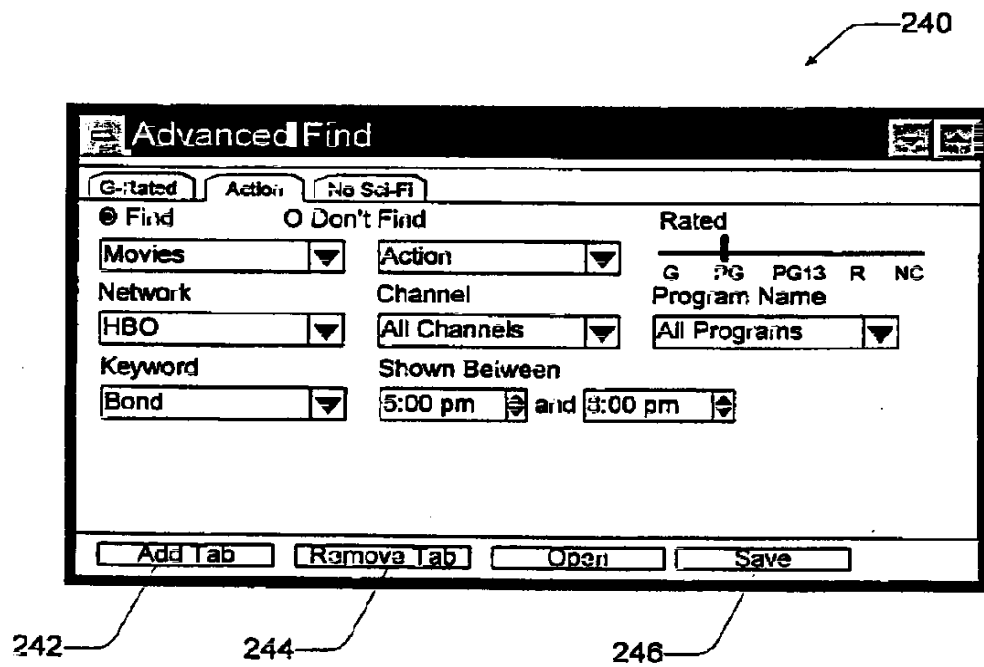 240
Advanced Find
G-Rated Action No Sci-Fi
Find Don't Find Rated
Movies Action
G PG PG13 R NC
Network Channel Program Name
HBO All Channels All Programs
Keyword Shown Between
Bond 5:00 pm and :00 pm
Add Tab Remove Tab Open Save
242 244 246